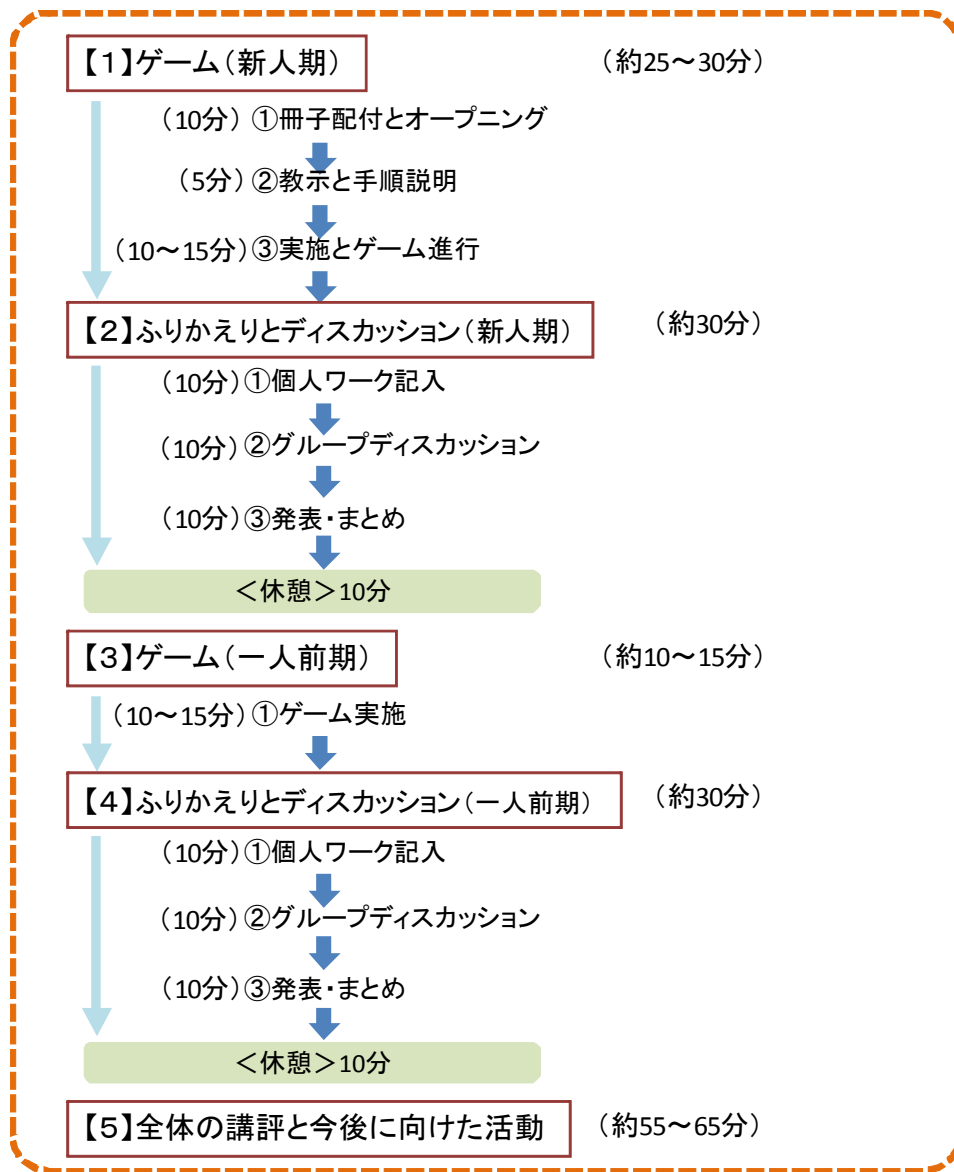 【1】ゲーム（新人期） （約25～30分）
（10分）①冊子配付とオープニング
（5分）②教示と手順説明
（10～15分）③実施とゲーム進行
【2】ふりかえりとディスカッション（新人期） （約30分）
（10分）①個人ワーク記入
（10分）②グループディスカッション
（10分）③発表・まとめ
＜休憩＞10分
【3】ゲーム（一人前期） （約10～15分）
（10～15分）①ゲーム実施
【4】ふりかえりとディスカッション（一人前期） （約30分）
（10分）①個人ワーク記入
（10分）②グループディスカッション
（10分）③発表・まとめ
＜休憩＞10分
【5】全体の講評と今後に向けた活動 （約55～65分）